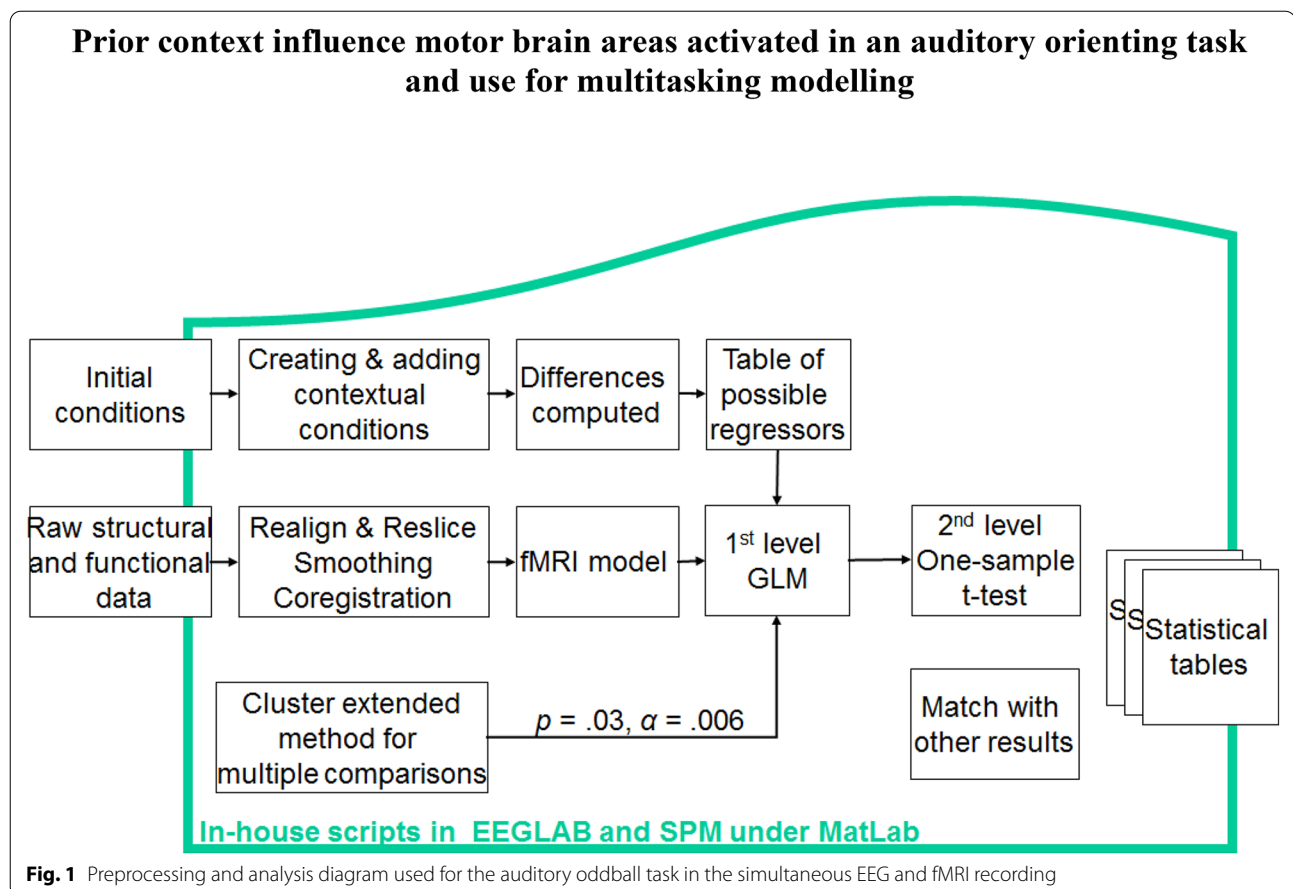 Prior context influence motor brain areas activated in an auditory orienting task
and use for multitasking modelling
Initial
conditions
Creating & adding
contextual
conditions
Differences
computed
Table of
possible
regressors
Raw structural
and functional
data
Realign & Reslice
Smoothing
Coregistration
fMRI model
1st level
GLM
2nd level
One-sample
t-test
S
S
Statistical
tables
Cluster extended
method for
multiple comparisons
p = .03, α = .006
Match with
other results
In-house scripts in EEGLAB and SPM under MatLab
Fig. 1 Preprocessing and analysis diagram used for the auditory oddball task in the simultaneous EEG and fMRI recording